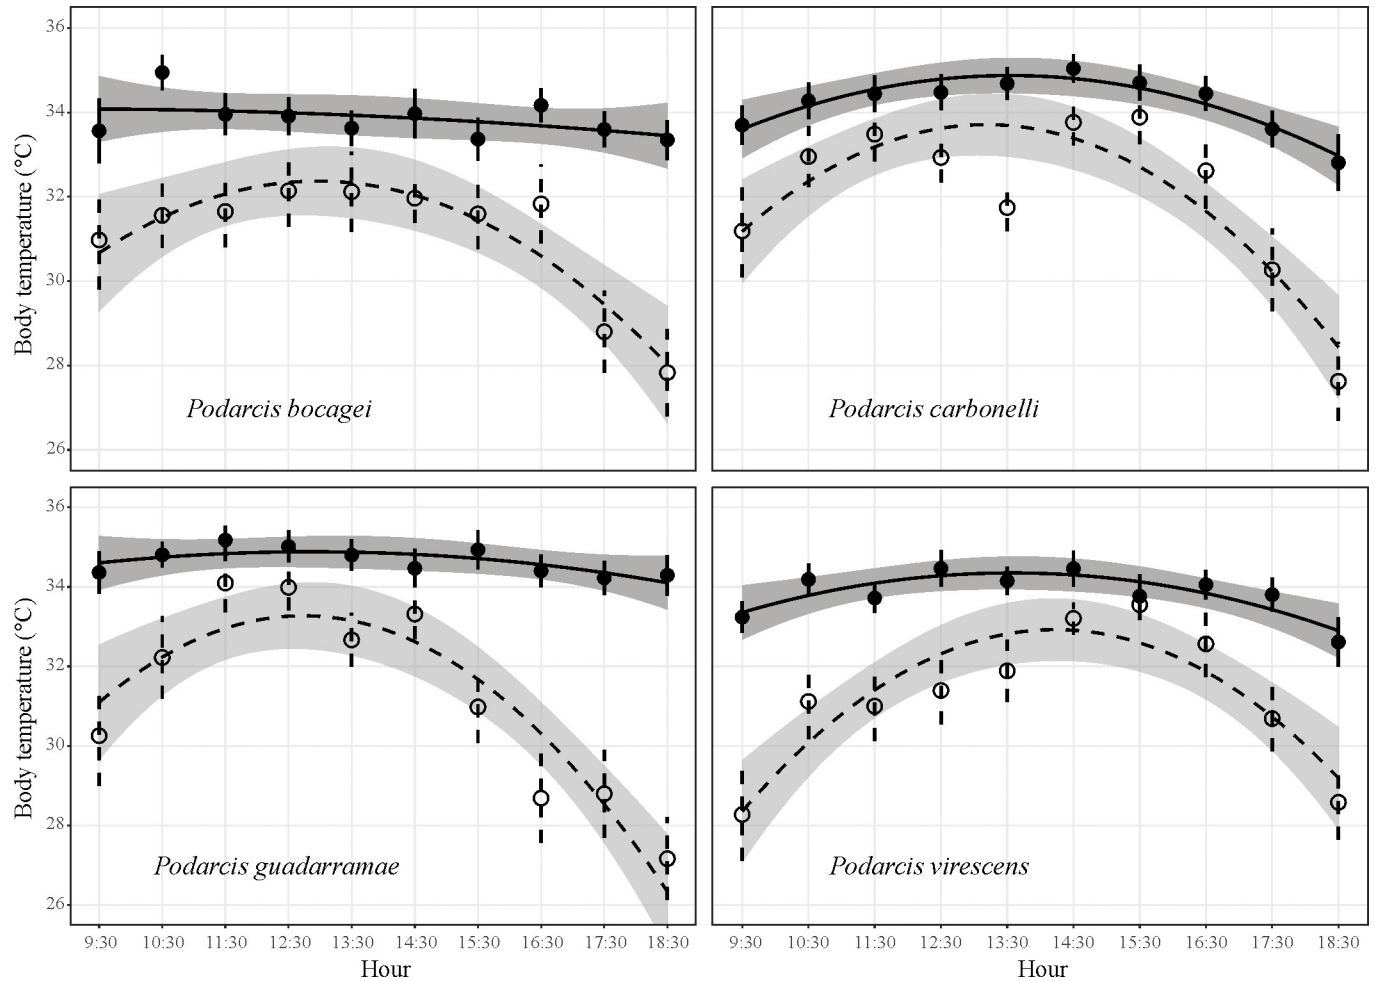 36
34
32
30
28
26
Body temperature (°C)
Podarcis bocagei
Podarcis carbonelli
36
34
32
30
28
26
Body temperature (°C)
Podarcis guadarramae
Podarcis virescens
9:30 10:30 11:30 12:30 13:30 14:30 15:30 16:30 17:30 18:30
9:30 10:30 11:30 12:30 13:30 14:30 15:30 16:30 17:30 18:30
Hour
Hour